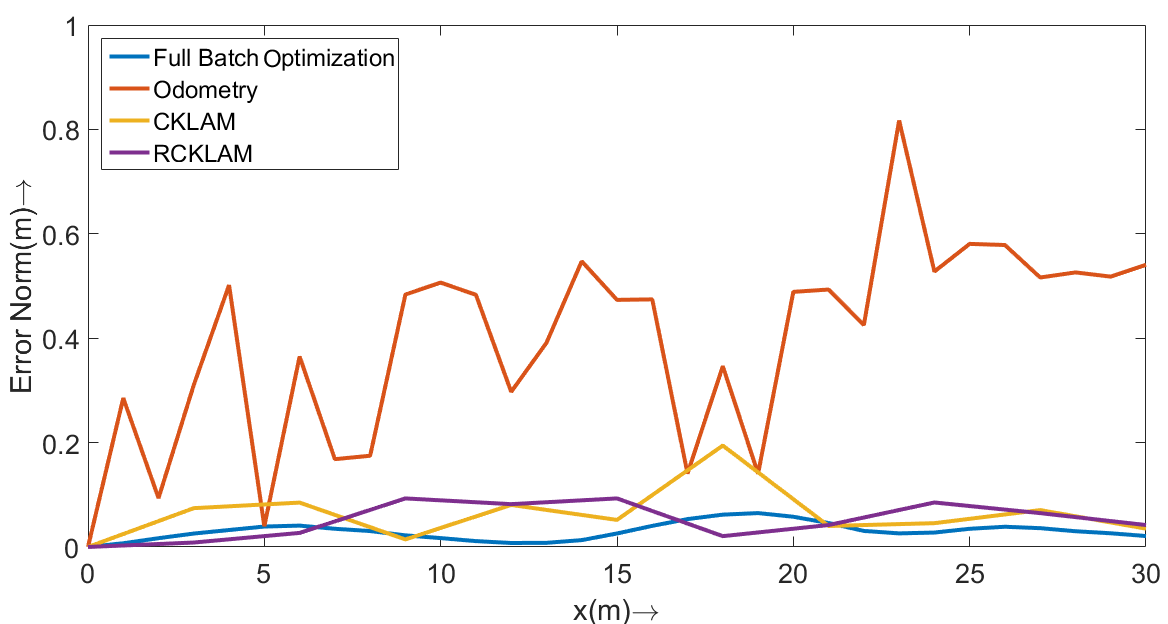 Full Batch Optimization
Odometry
CKLAM
RCKLAM
Error Norm(m)→
1
0.8
0.6
0.4
0.2
0
0 5 10 15 20 25 30
x(m)→